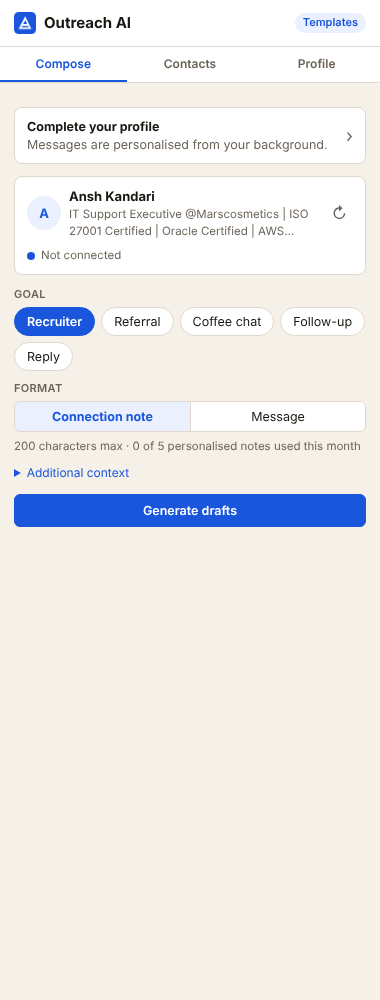 Outreach AI
Templates
Compose
Contacts
Profile
Complete your profile
Messages are personalised from your background.
A
Ansh Kandari
IT Support Executive @Marscosmetics | ISO
27001 Certified | Oracle Certified | AWS...
Not connected
GOAL
Recruiter
Referral
Coffee chat
Follow-up
Reply
FORMAT
Connection note
Message
200 characters max · 0 of 5 personalised notes used this month
Additional context
Generate drafts